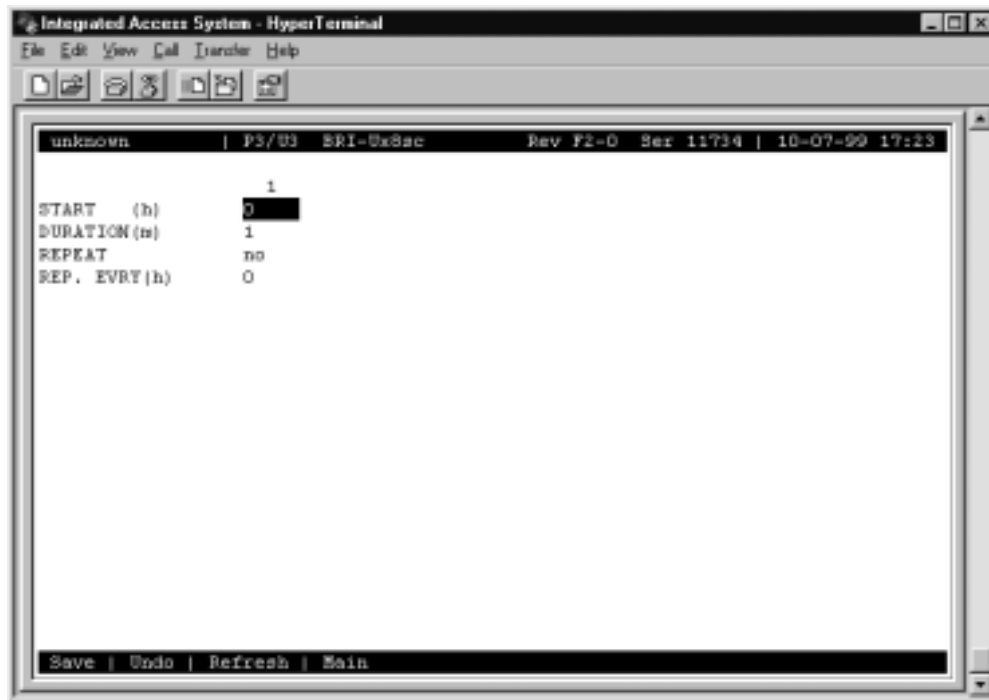 Integrated Access System - HyperTerminal
File Edit View Call Transfer Help
unknown | P3/U3 BRI-Ux8sc Rev F2-0 Ser 11734 | 10-07-99 17:23
1
START (h) 0
DURATION(m) 1
REPEAT no
REP. EVRY(h) 0
Save | Undo | Refresh | Main